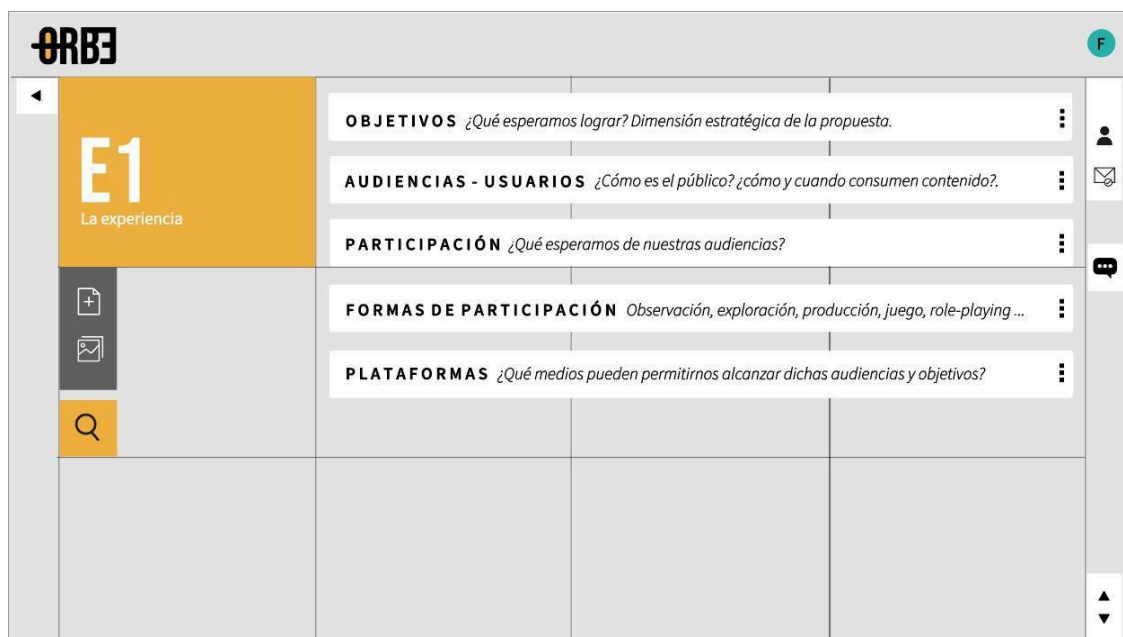 ORBE
F
E1
La experiencia
OBJETIVOS ¿Qué esperamos lograr? Dimensión estratégica de la propuesta.
AUDIENCIAS - USUARIOS ¿Cómo es el público? ¿cómo y cuando consumen contenido?.
PARTICIPACIÓN ¿Qué esperamos de nuestras audiencias?
FORMAS DE PARTICIPACIÓN Observación, exploración, producción, juego, role-playing ...
PLATAFORMAS ¿Qué medios pueden permitirnos alcanzar dichas audiencias y objetivos?